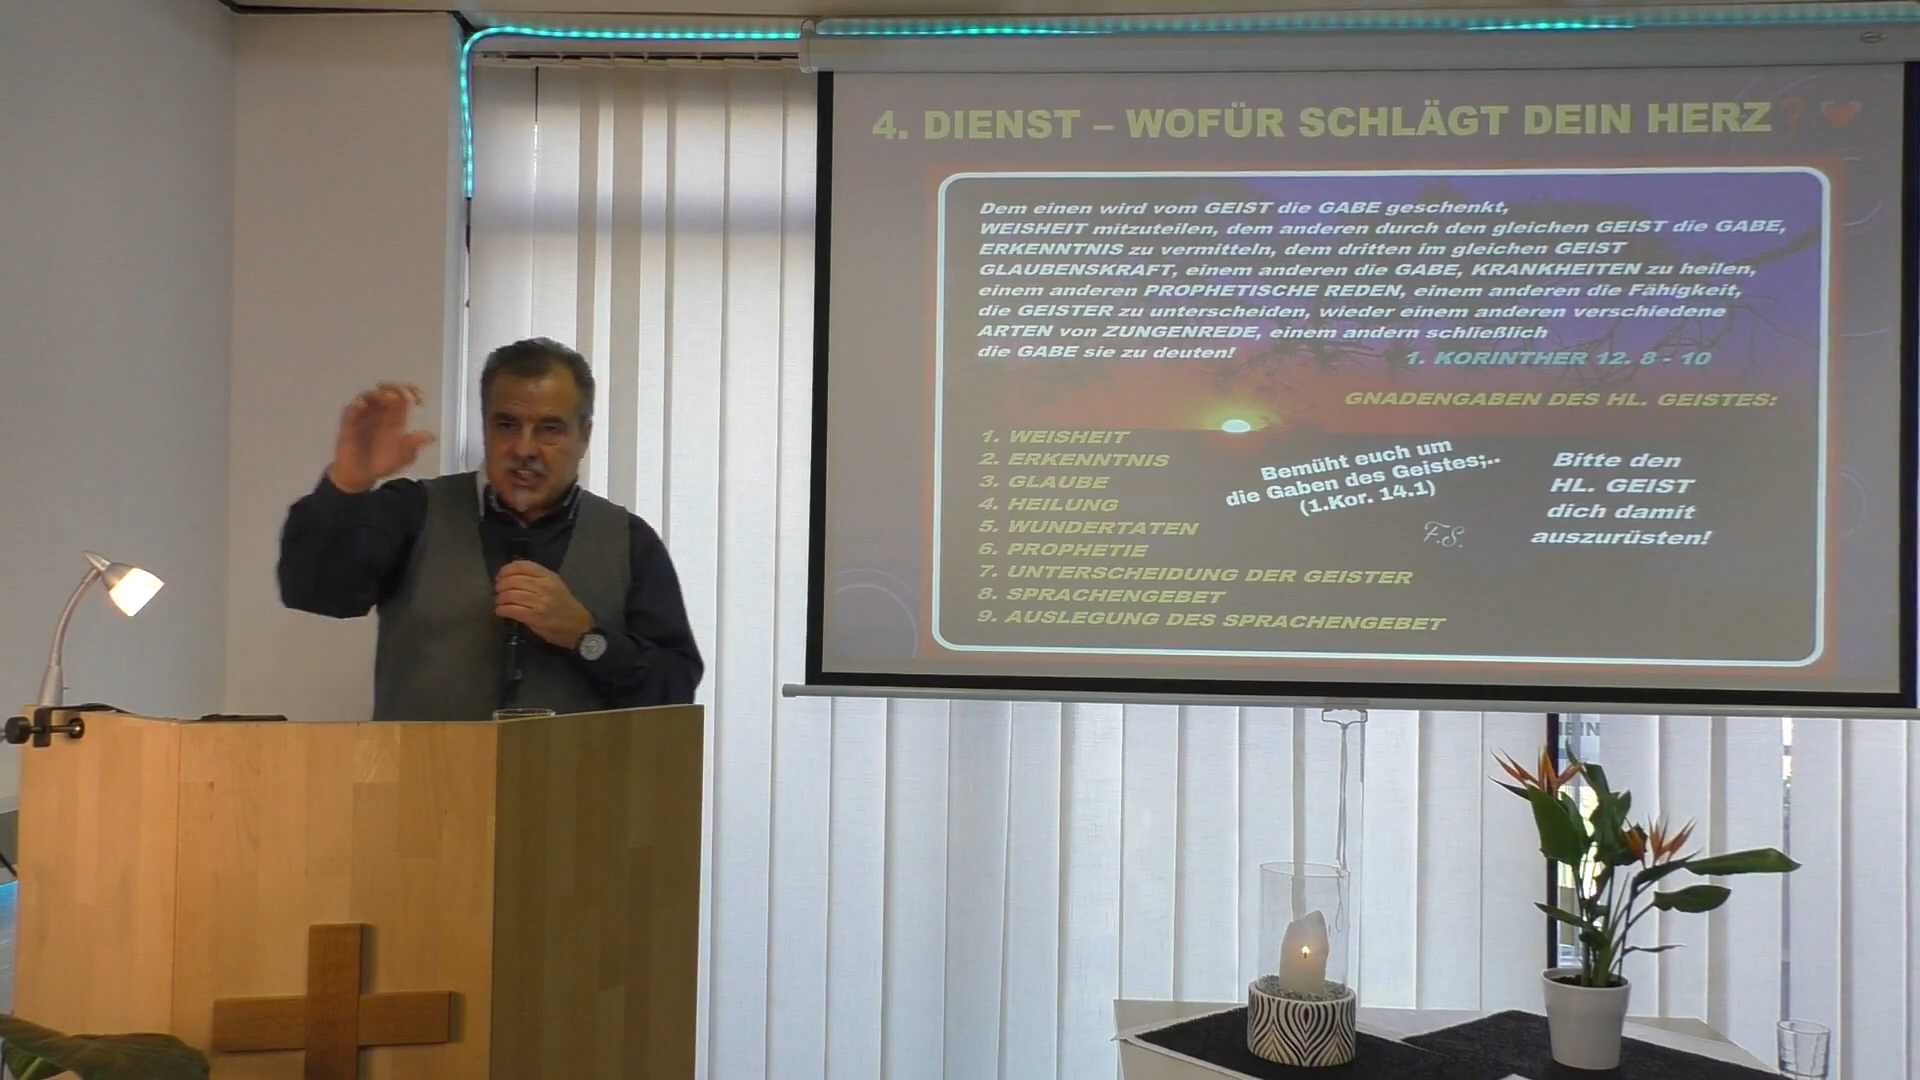 4. DIENST – WOFÜR SCHLÄGT DEIN HERZ?
Dem einen wird vom GEIST die GABE geschenkt,
WEISHEIT mitzuteilen, dem anderen durch den gleichen GEIST die GABE,
ERKENNTNIS zu vermitteln, dem dritten im gleichen GEIST
GLAUBENSKRAFT, einem anderen die GABE, KRANKHEITEN zu heilen,
einem anderen PROPHETISCHE REDEN, einem anderen die Fähigkeit,
die GEISTER zu unterscheiden, wieder einem anderen verschiedene
ARTEN von ZUNGENREDE, einem andern schließlich
die GABE sie zu deuten!
1. KORINTHER 12. 8 - 10
GNADENGABEN DES HL. GEISTES:
1. WEISHEIT
2. ERKENNTNIS
3. GLAUBE
4. HEILUNG
5. WUNDERTATEN
6. PROPHETIE
7. UNTERSCHEIDUNG DER GEISTER
8. SPRACHENGEBET
9. AUSLEGUNG DES SPRACHENGEBET
Bemüht euch um
die Gaben des Geistes;..
(1.Kor. 14.1)
F.S.
Bitte den
HL. GEIST
dich damit
auszurüsten!